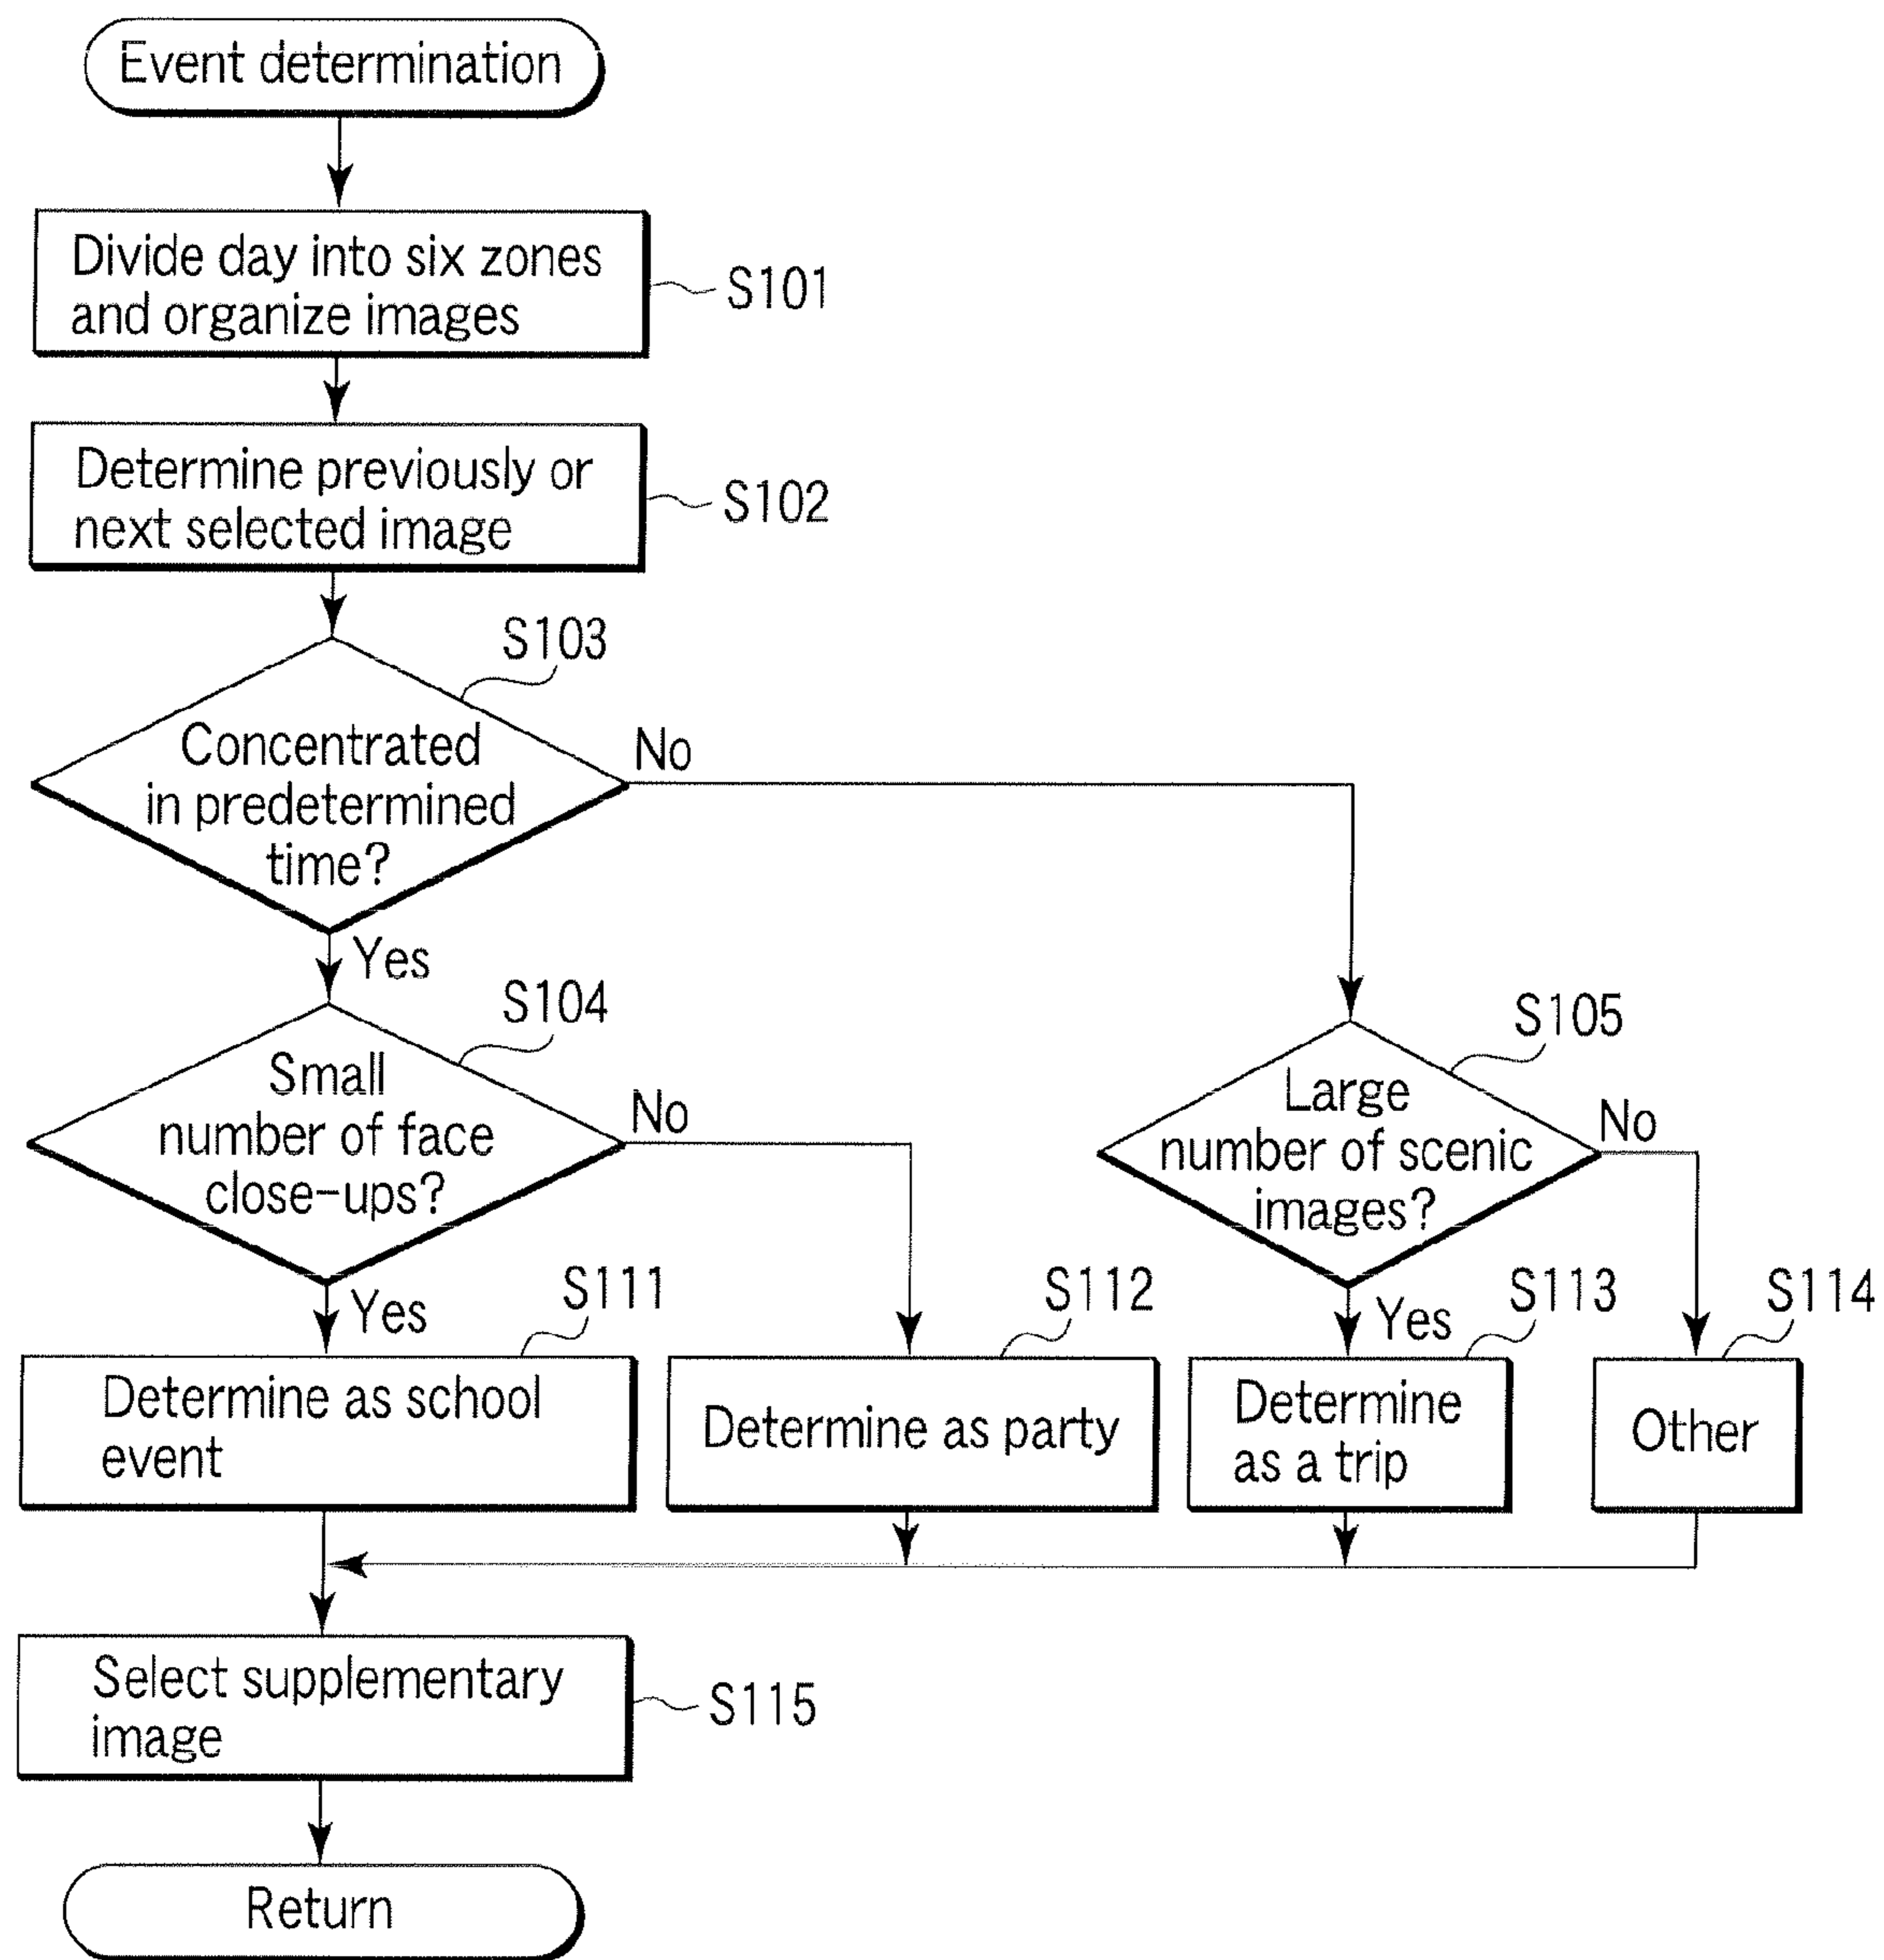 Event determination
Divide day into six zones
and organize images
S101
Determine previously or
next selected image
S102
S103
Concentrated
in predetermined
time?
No
Yes
S104
Small
number of face
close-ups?
No
Yes
S105
Large
number of scenic
images?
No
Yes
S111
Determine as school
event
S112
Determine as party
S113
Determine
as a trip
S114
Other
Select supplementary
image
S115
Return